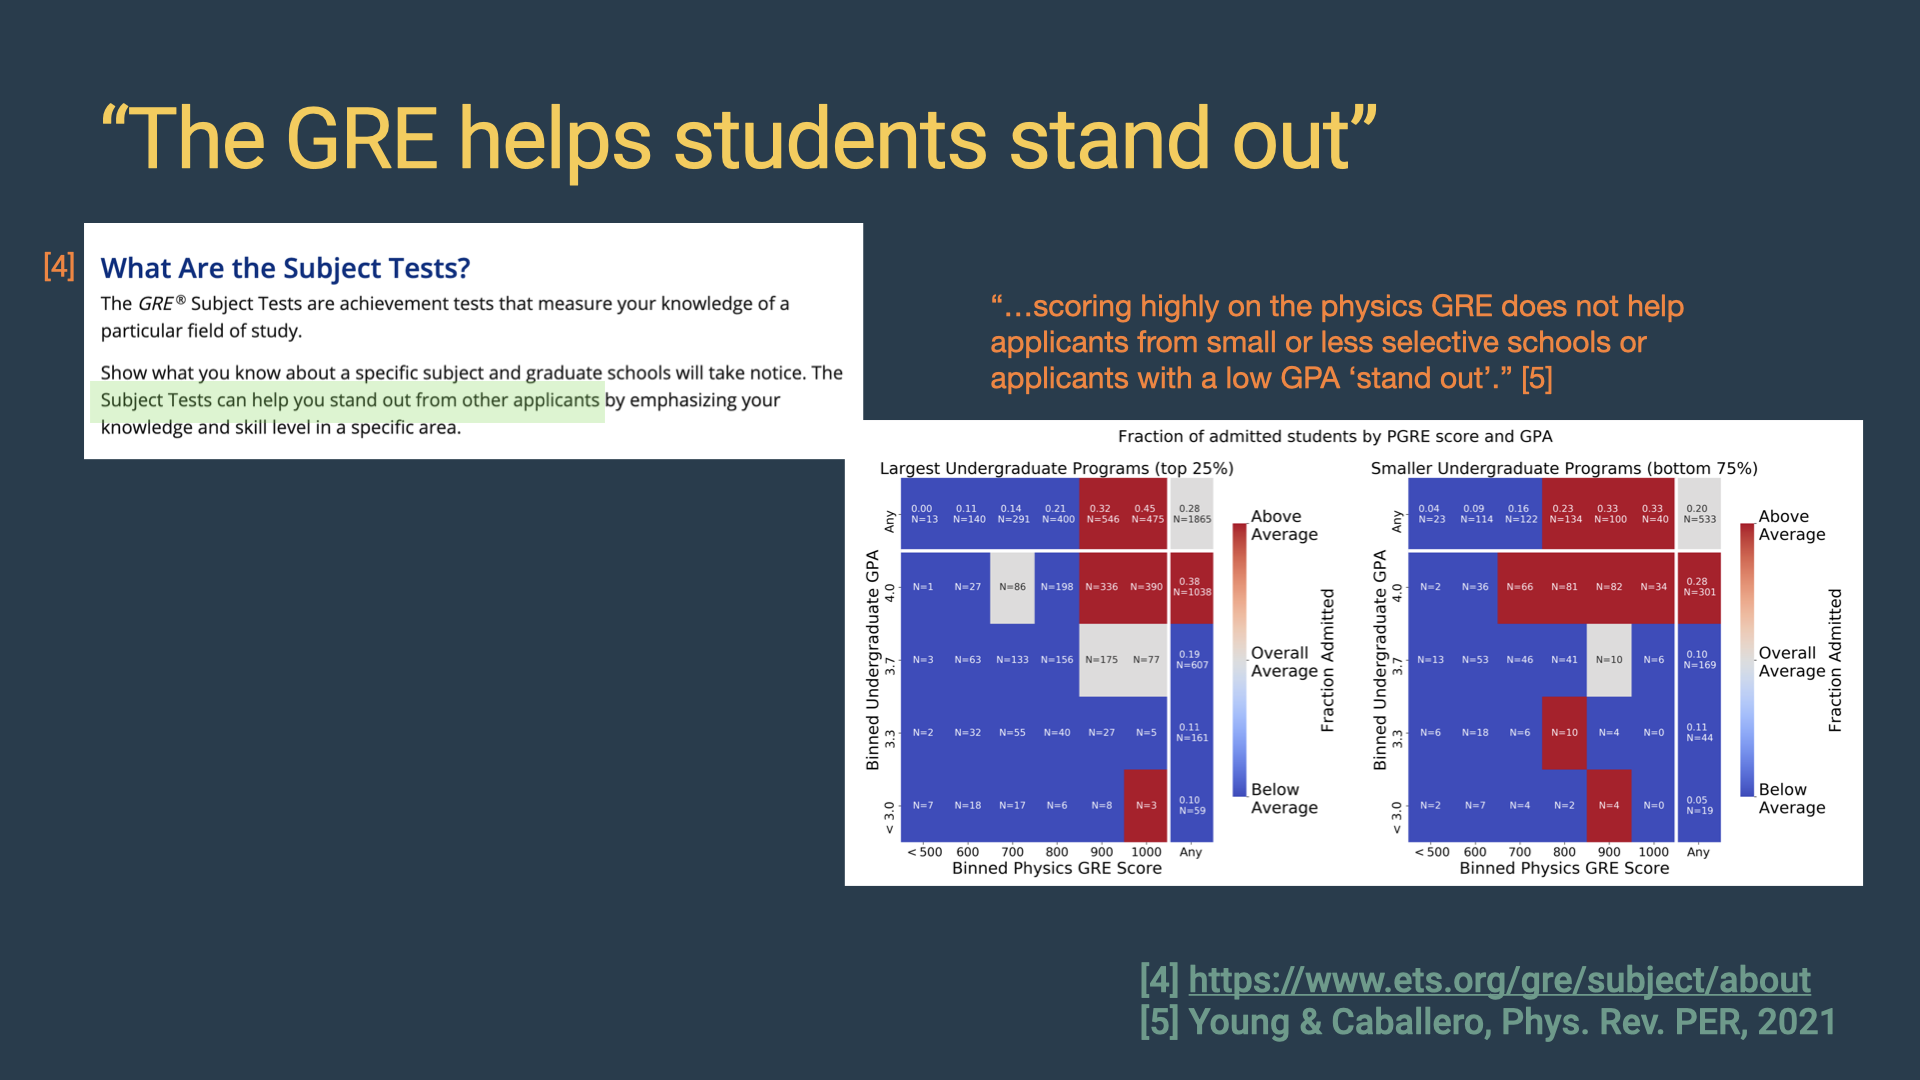 “The GRE helps students stand out”
[4]
What Are the Subject Tests?
The GRE® Subject Tests are achievement tests that measure your knowledge of a
particular field of study.
Show what you know about a specific subject and graduate schools will take notice. The
Subject Tests can help you stand out from other applicants by emphasizing your
knowledge and skill level in a specific area.
“…scoring highly on the physics GRE does not help
applicants from small or less selective schools or
applicants with a low GPA ‘stand out’.” [5]
Fraction of admitted students by PGRE score and GPA
Largest Undergraduate Programs (top 25%)
Binned Undergraduate GPA
Any
0.00 0.11 0.14 0.21 0.32 0.45 0.28
N=13 N=140 N=291 N=400 N=546 N=475 N=1865
4.0
N=1 N=27 N=86 N=198 N=336 N=390 0.38
N=1038
3.7
N=3 N=63 N=133 N=156 N=175 N=77 0.19
N=607
3.3
N=2 N=32 N=55 N=40 N=27 N=5 0.11
N=161
< 3.0
N=7 N=18 N=17 N=6 N=8 N=3 0.10
N=59
< 500 600 700 800 900 1000 Any
Binned Physics GRE Score
Above
Average
Overall
Average
Below
Average
Fraction Admitted
Smaller Undergraduate Programs (bottom 75%)
Binned Undergraduate GPA
Any
0.04 0.09 0.16 0.23 0.33 0.33 0.20
N=23 N=114 N=122 N=134 N=100 N=40 N=533
4.0
N=2 N=36 N=66 N=81 N=82 N=34 0.28
N=301
3.7
N=13 N=53 N=46 N=41 N=10 N=6 0.10
N=169
3.3
N=6 N=18 N=6 N=10 N=4 N=0 0.11
N=44
< 3.0
N=2 N=7 N=4 N=2 N=4 N=0 0.05
N=19
< 500 600 700 800 900 1000 Any
Binned Physics GRE Score
Above
Average
Overall
Average
Below
Average
Fraction Admitted
[4] https://www.ets.org/gre/subject/about
[5] Young & Caballero, Phys. Rev. PER, 2021